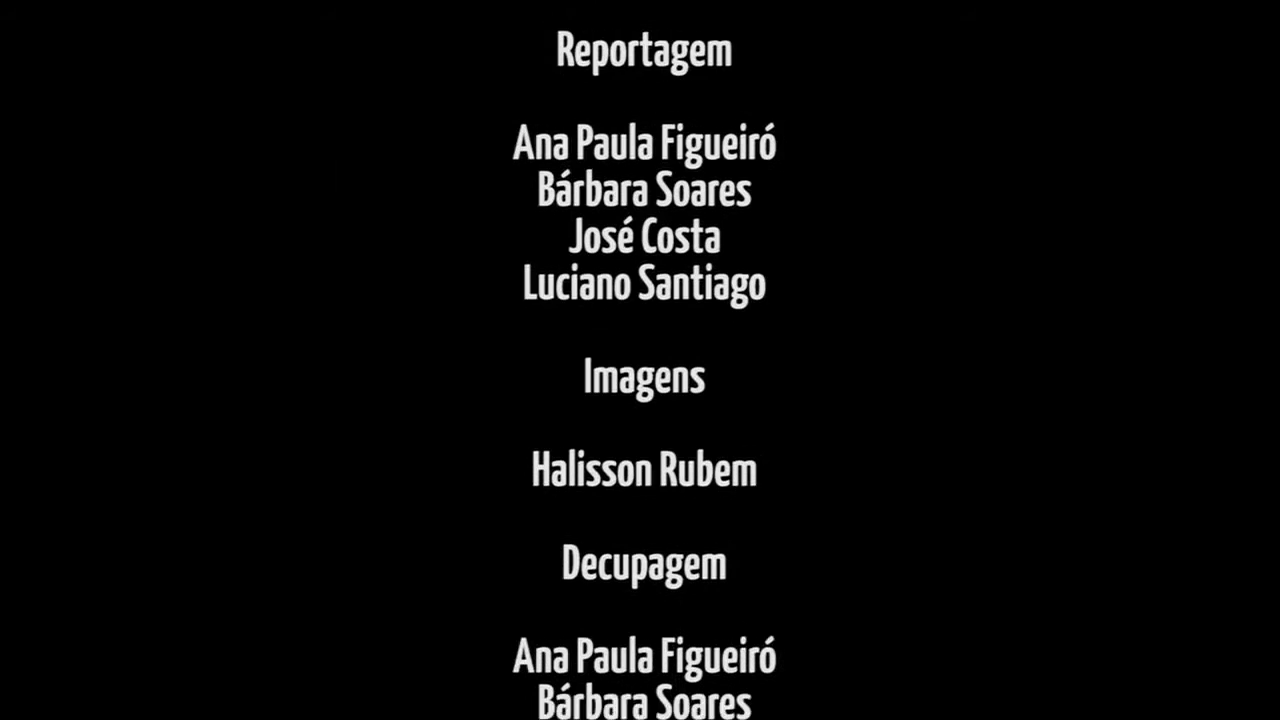 Reportagem
Ana Paula Figueiró
Bárbara Soares
José Costa
Luciano Santiago
Imagens
Halisson Rubem
Decupagem
Ana Paula Figueiró
Bárbara Soares